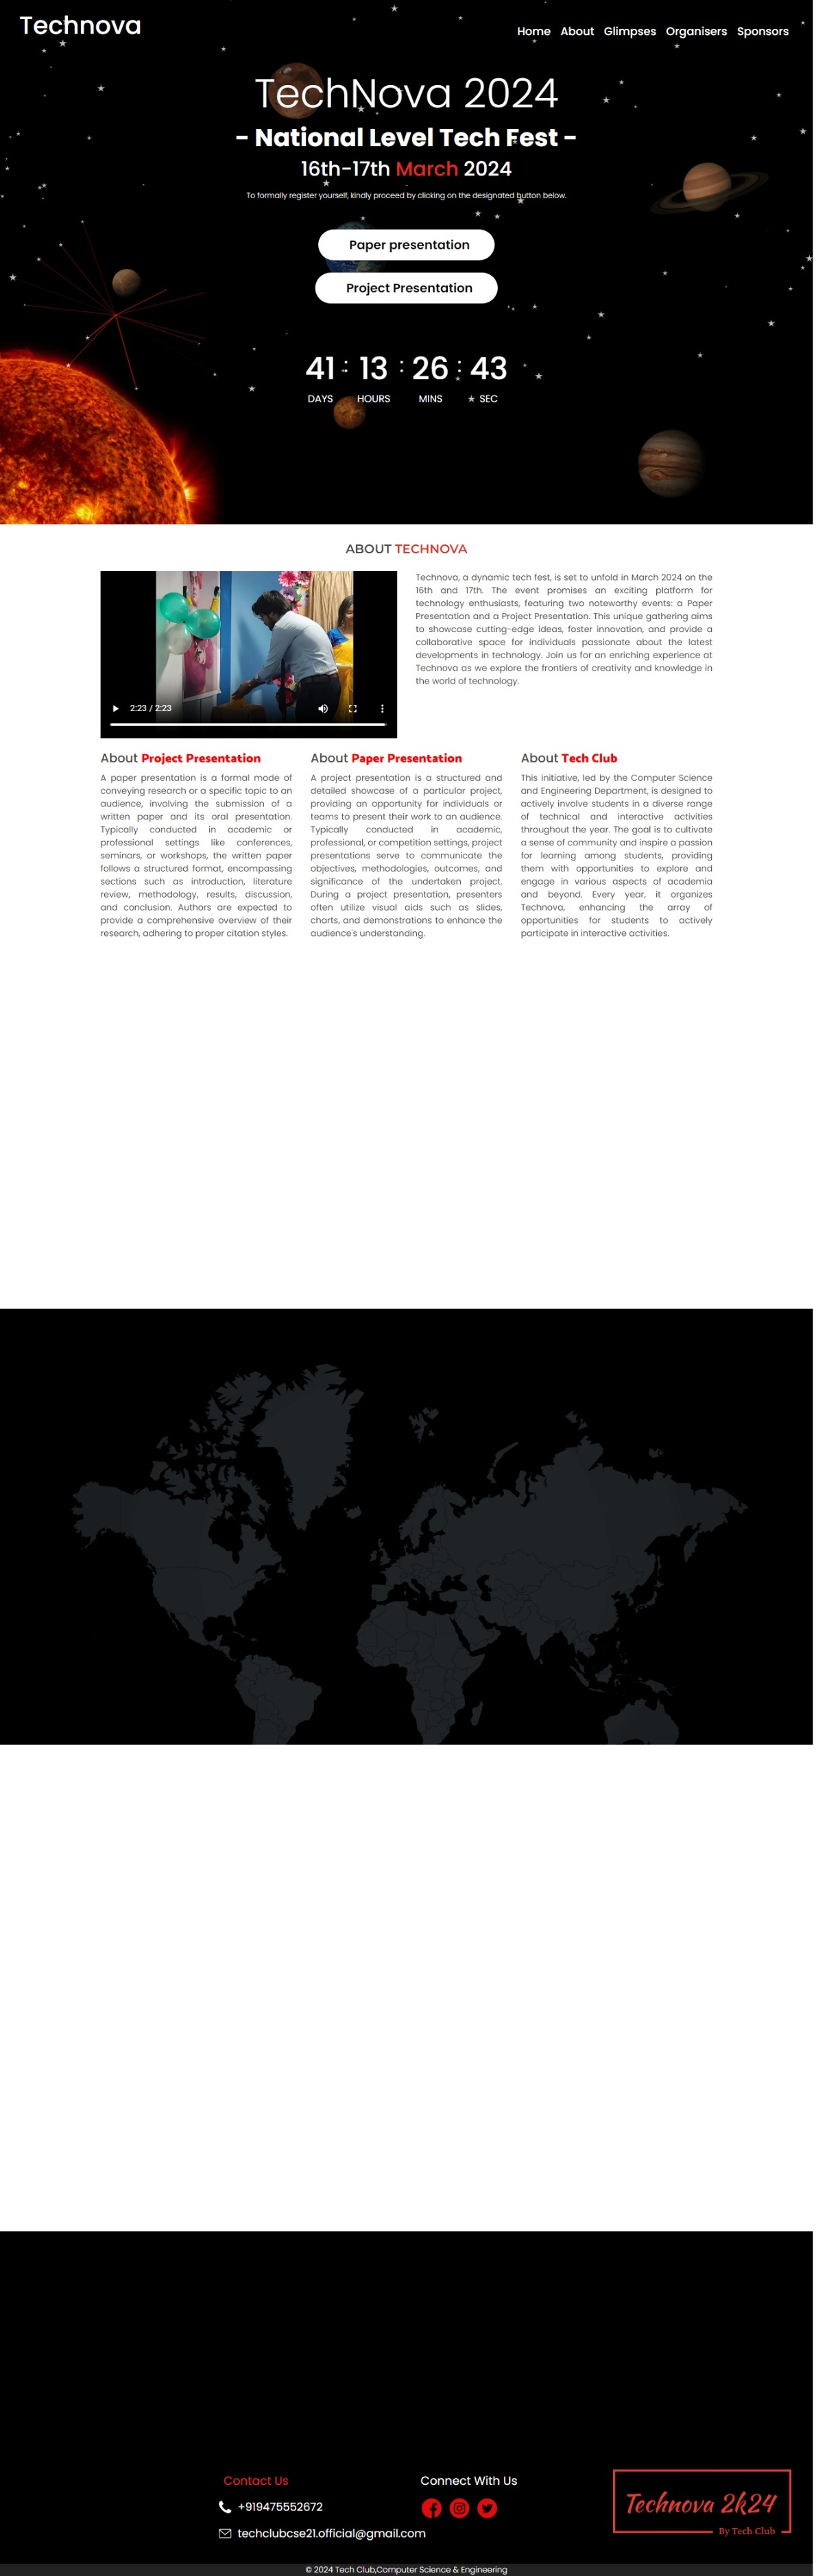 Technova
Home About Glimpses Organisers Sponsors
TechNova 2024
- National Level Tech Fest -
16th-17th March 2024
To formally register yourself, kindly proceed by clicking on the designated button below.
Paper presentation
Project Presentation
41 : 13 : 26 : 43
DAYS HOURS MINS SEC
ABOUT TECHNOVA
2:23 / 2:23
Technova, a dynamic tech fest, is set to unfold in March 2024 on the
16th and 17th. The event promises an exciting platform for
technology enthusiasts, featuring two noteworthy events: a Paper
Presentation and a Project Presentation. This unique gathering aims
to showcase cutting-edge ideas, foster innovation, and provide a
collaborative space for individuals passionate about the latest
developments in technology. Join us for an enriching experience at
Technova as we explore the frontiers of creativity and knowledge in
the world of technology.
About Project Presentation
A paper presentation is a formal mode of
conveying research or a specific topic to an
audience, involving the submission of a
written paper and its oral presentation.
Typically conducted in academic or
professional settings like conferences,
seminars, or workshops, the written paper
follows a structured format, encompassing
sections such as introduction, literature
review, methodology, results, discussion,
and conclusion. Authors are expected to
provide a comprehensive overview of their
research, adhering to proper citation styles.
About Paper Presentation
A project presentation is a structured and
detailed showcase of a particular project,
providing an opportunity for individuals or
teams to present their work to an audience.
Typically conducted in academic,
professional, or competition settings, project
presentations serve to communicate the
objectives, methodologies, outcomes, and
significance of the undertaken project.
During a project presentation, presenters
often utilize visual aids such as slides,
charts, and demonstrations to enhance the
audience's understanding.
About Tech Club
This initiative, led by the Computer Science
and Engineering Department, is designed to
actively involve students in a diverse range
of technical and interactive activities
throughout the year. The goal is to cultivate
a sense of community and inspire a passion
for learning among students, providing
them with opportunities to explore and
engage in various aspects of academia
and beyond. Every year, it organizes
Technova, enhancing the array of
opportunities for students to actively
participate in interactive activities.
Contact Us
+919475552672
techclubcse21.official@gmail.com
Connect With Us
Technova 2k24
By Tech Club
© 2024 Tech Club,Computer Science & Engineering